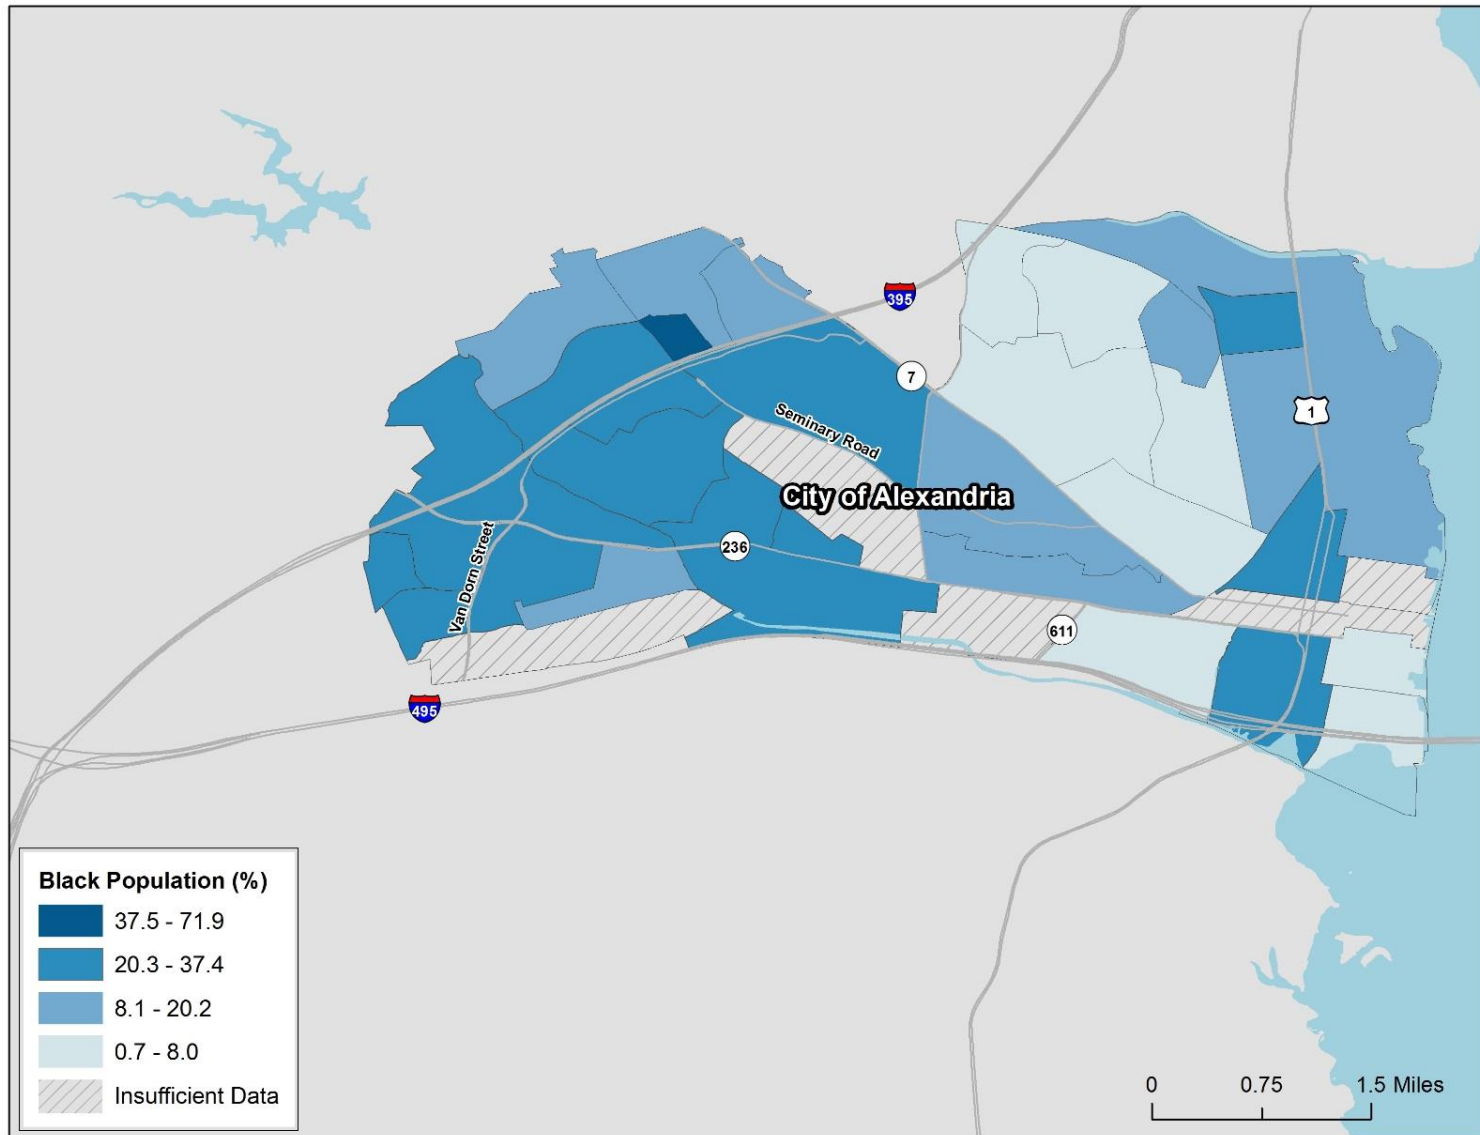 395
7
1
Seminary Road
City of Alexandria
Van Dorn Street
236
611
495
Black Population (%)
37.5 - 71.9
20.3 - 37.4
8.1 - 20.2
0.7 - 8.0
Insufficient Data
0 0.75 1.5 Miles